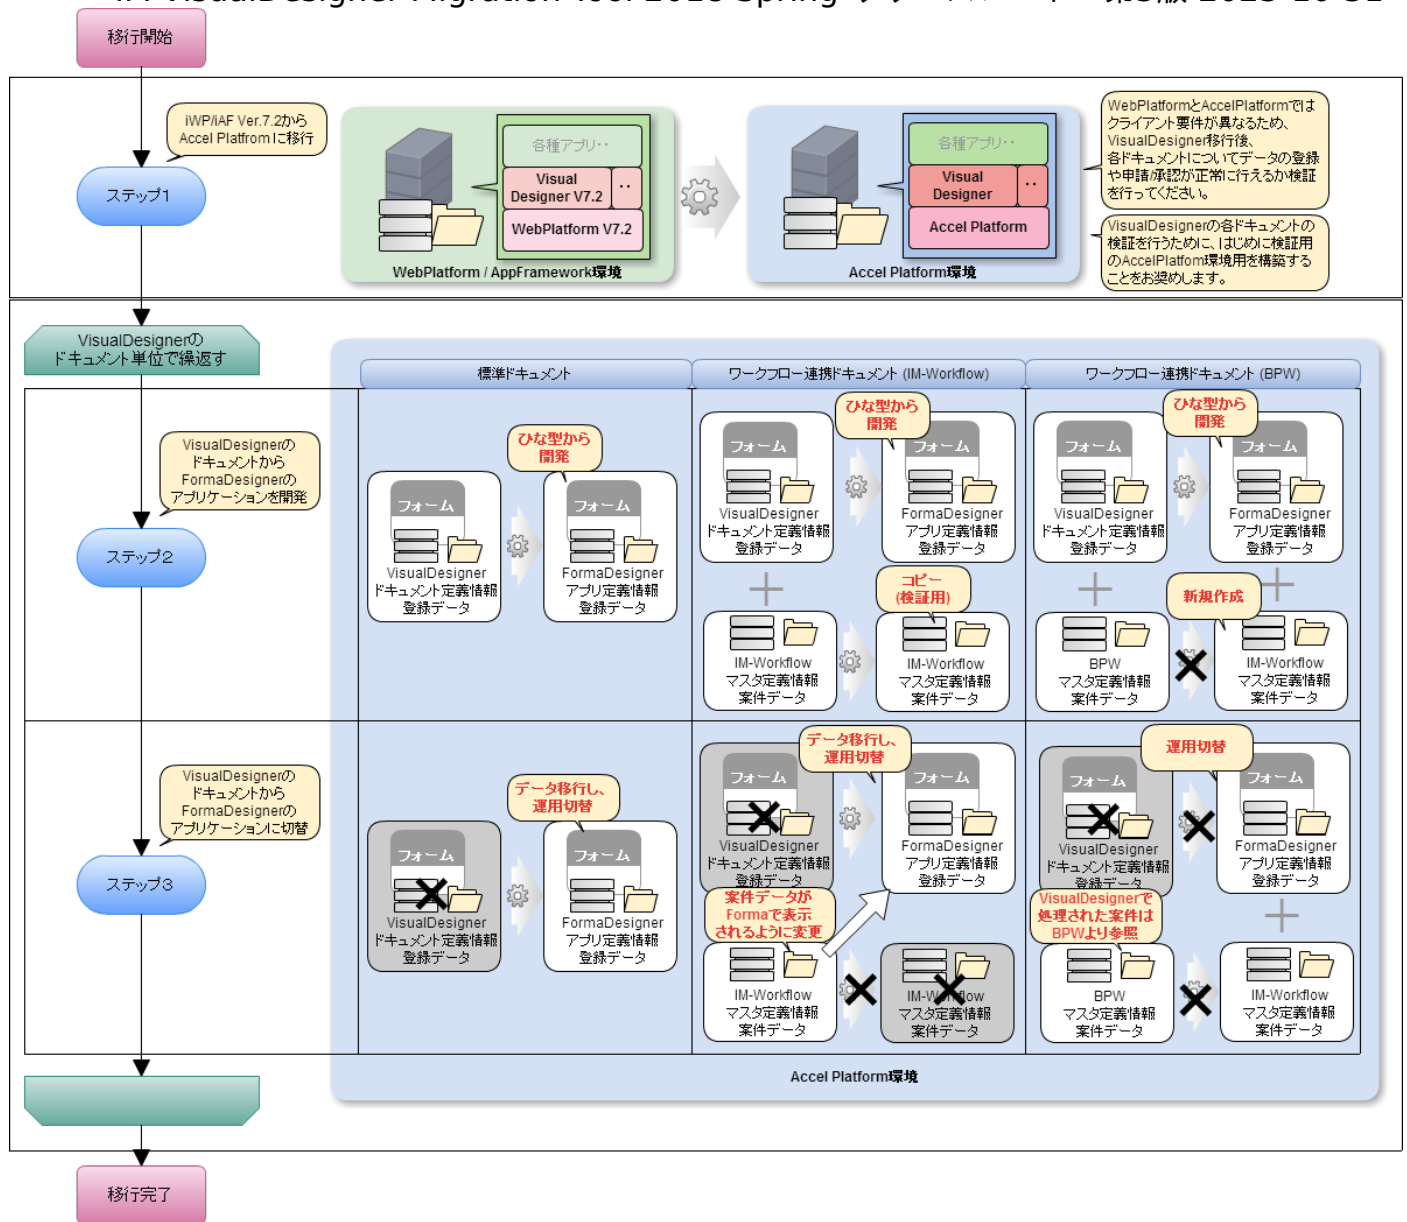 移行開始
iWP/iAF Ver.7.2から
Accel Platfromに移行
ステップ1
各種アプリ‥
Visual
Designer V7.2
‥
WebPlatform V7.2
WebPlatform / AppFramework環境
各種アプリ‥
Visual
Designer
‥
Accel Platform
Accel Platform環境
WebPlatformとAccelPlatformでは
クライアント要件が異なるため、
VisualDesigner移行後、
各ドキュメントについてデータの登録
や申請/承認が正常に行えるか検証
を行ってください。
VisualDesignerの各ドキュメントの
検証を行うために、はじめに検証用
のAccelPlatfom環境用を構築する
ことをお奨めします。
VisualDesignerの
ドキュメント単位で繰返す
標準ドキュメント
ワークフロー連携ドキュメント (IM-Workflow)
ワークフロー連携ドキュメント (BPW)
VisualDesignerの
ドキュメントから
FormaDesignerの
アプリケーションを開発
ステップ2
フォーム
VisualDesigner
ドキュメント定義情報
登録データ
ひな型から
開発
フォーム
FormaDesigner
アプリ定義情報
登録データ
フォーム
VisualDesigner
ドキュメント定義情報
登録データ
ひな型から
開発
フォーム
FormaDesigner
アプリ定義情報
登録データ
IM-Workflow
マスタ定義情報
案件データ
コピー
(検証用)
IM-Workflow
マスタ定義情報
案件データ
フォーム
VisualDesigner
ドキュメント定義情報
登録データ
ひな型から
開発
フォーム
FormaDesigner
アプリ定義情報
登録データ
BPW
マスタ定義情報
案件データ
新規作成
IM-Workflow
マスタ定義情報
案件データ
VisualDesignerの
ドキュメントから
FormaDesignerの
アプリケーションに切替
ステップ3
フォーム
VisualDesigner
ドキュメント定義情報
登録データ
データ移行し、
運用切替
フォーム
FormaDesigner
アプリ定義情報
登録データ
フォーム
VisualDesigner
ドキュメント定義情報
登録データ
データ移行し、
運用切替
フォーム
FormaDesigner
アプリ定義情報
登録データ
案件データが
Formaで表示
されるように変更
IM-Workflow
マスタ定義情報
案件データ
IM-Workflow
マスタ定義情報
案件データ
フォーム
VisualDesigner
ドキュメント定義情報
登録データ
運用切替
フォーム
FormaDesigner
アプリ定義情報
登録データ
VisualDesignerで
処理された案件は
BPWより参照
BPW
マスタ定義情報
案件データ
IM-Workflow
マスタ定義情報
案件データ
Accel Platform環境
移行完了